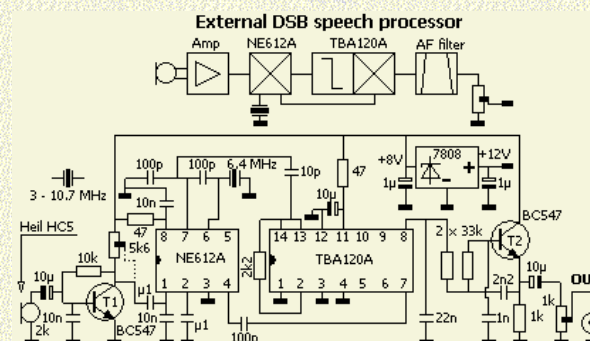 External DSB speech processor
Amp NE612A TBA120A AF filter
+8V 7808 +12V
100p 100p 6,4 MHz 10p 47 1µ 1µ
3 - 10.7 MHz 10n 10µ
Heil HC5 47 8 7 6 5 14 13 12 11 10 9 8 2 × 33k BC547
5k6 T2
10k NE612A 2k2 TBA120A
10µ µ1 1 2 3 4 1 2 3 4 5 6 7 2n2 10µ OU
T1 1k
2k 10n BC547 10n µ1 100n 22n 1n 1k